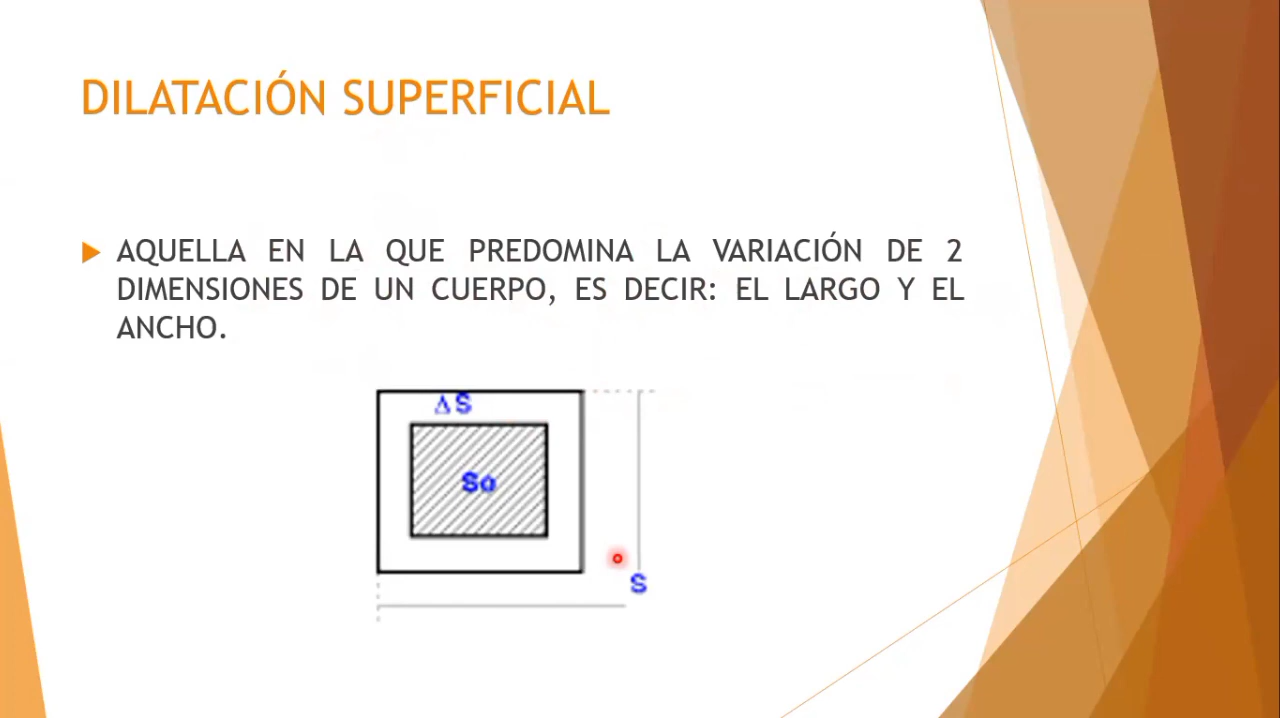 DILATACIÓN SUPERFICIAL
AQUELLA EN LA QUE PREDOMINA LA VARIACIÓN DE 2
DIMENSIONES DE UN CUERPO, ES DECIR: EL LARGO Y EL
ANCHO.
Δ S
So
S